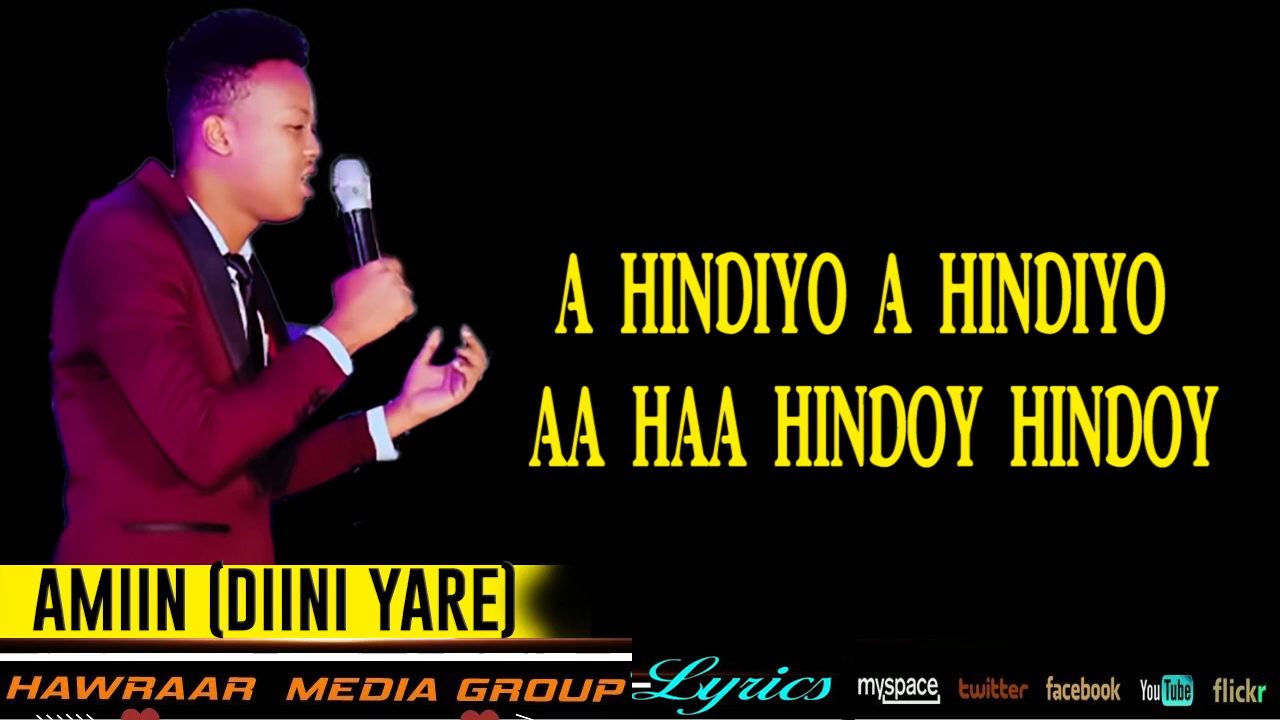 A HINDIYO A HINDIYO
AA HAA HINDOY HINDOY
AMIIN (DIINI YARE)
HAWRAAR MEDIA GROUP Lyrics myspace twitter facebook YouTube flickr